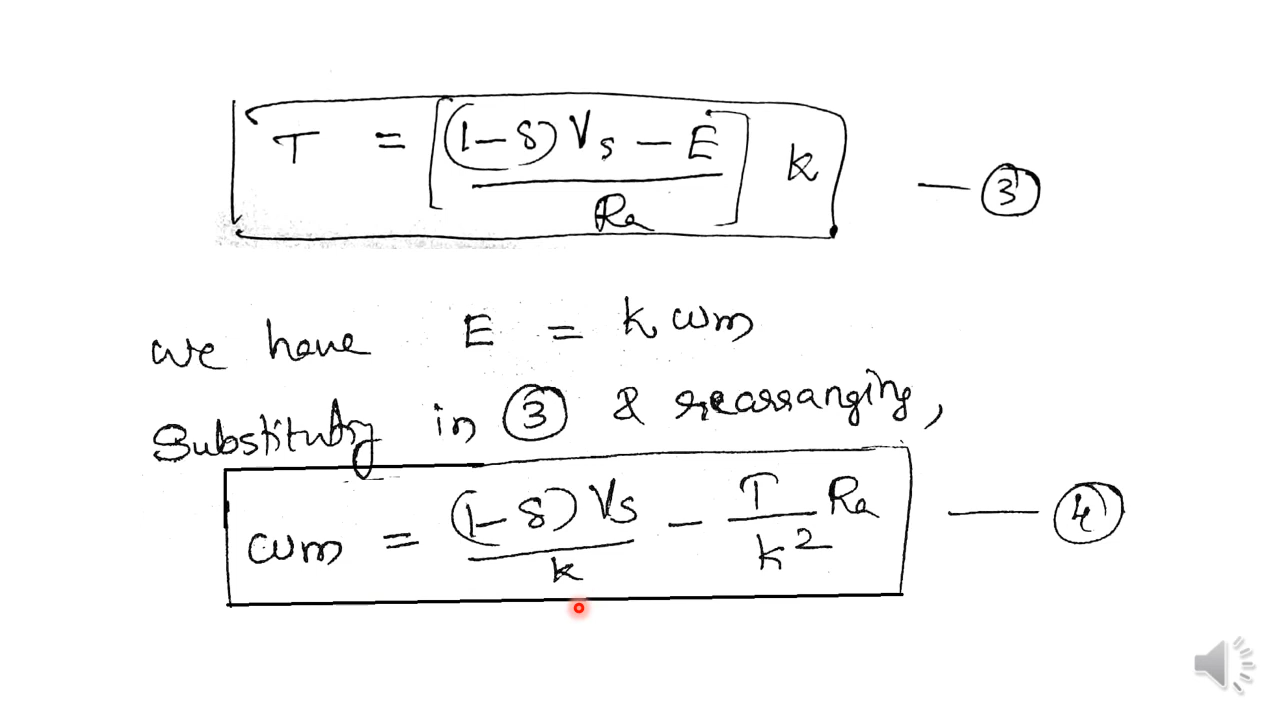 T = [(1-δ)Vs - E / Ra] k — ③
we have E = k ωm
Substituting in ③ & rearranging,
ωm = (1-δ)Vs / k - T / k² Ra — ④